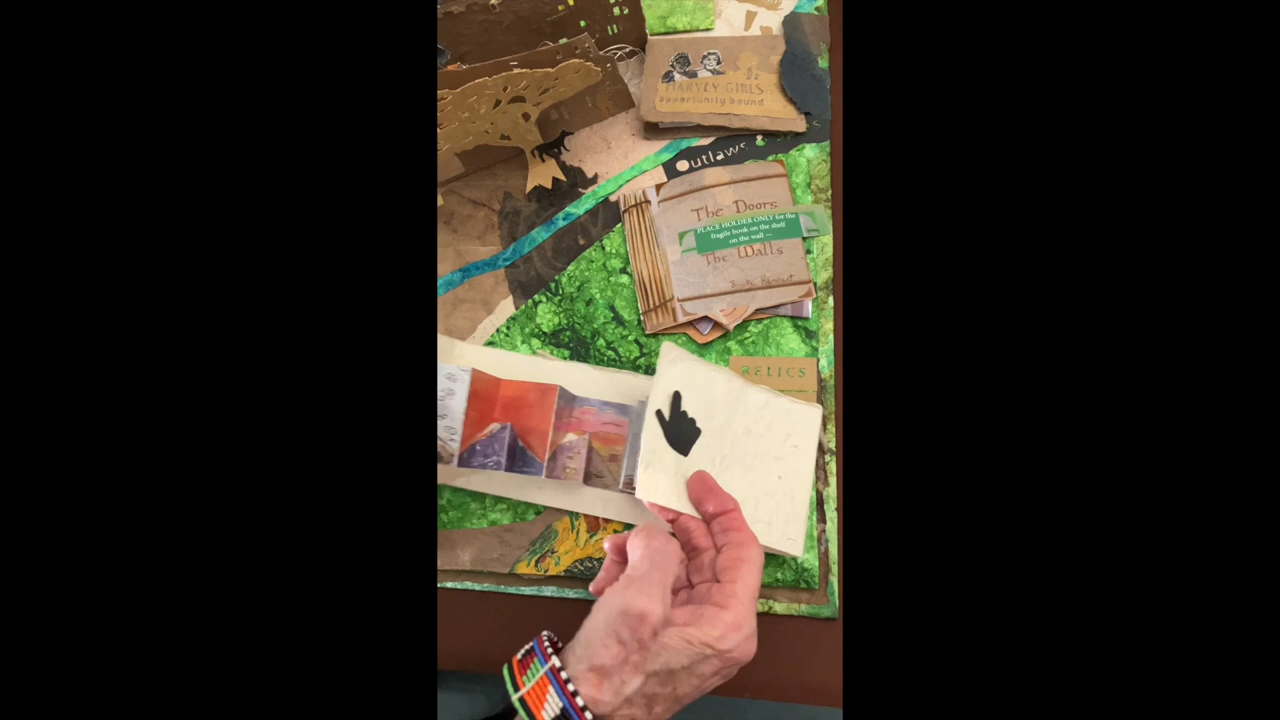 HARVEY GIRLS
opportunity bound
Outlaws &
The Doors
PLACE HOLDER ONLY for the
fragile book on the shelf
on the wall —
The Walls
RELICS